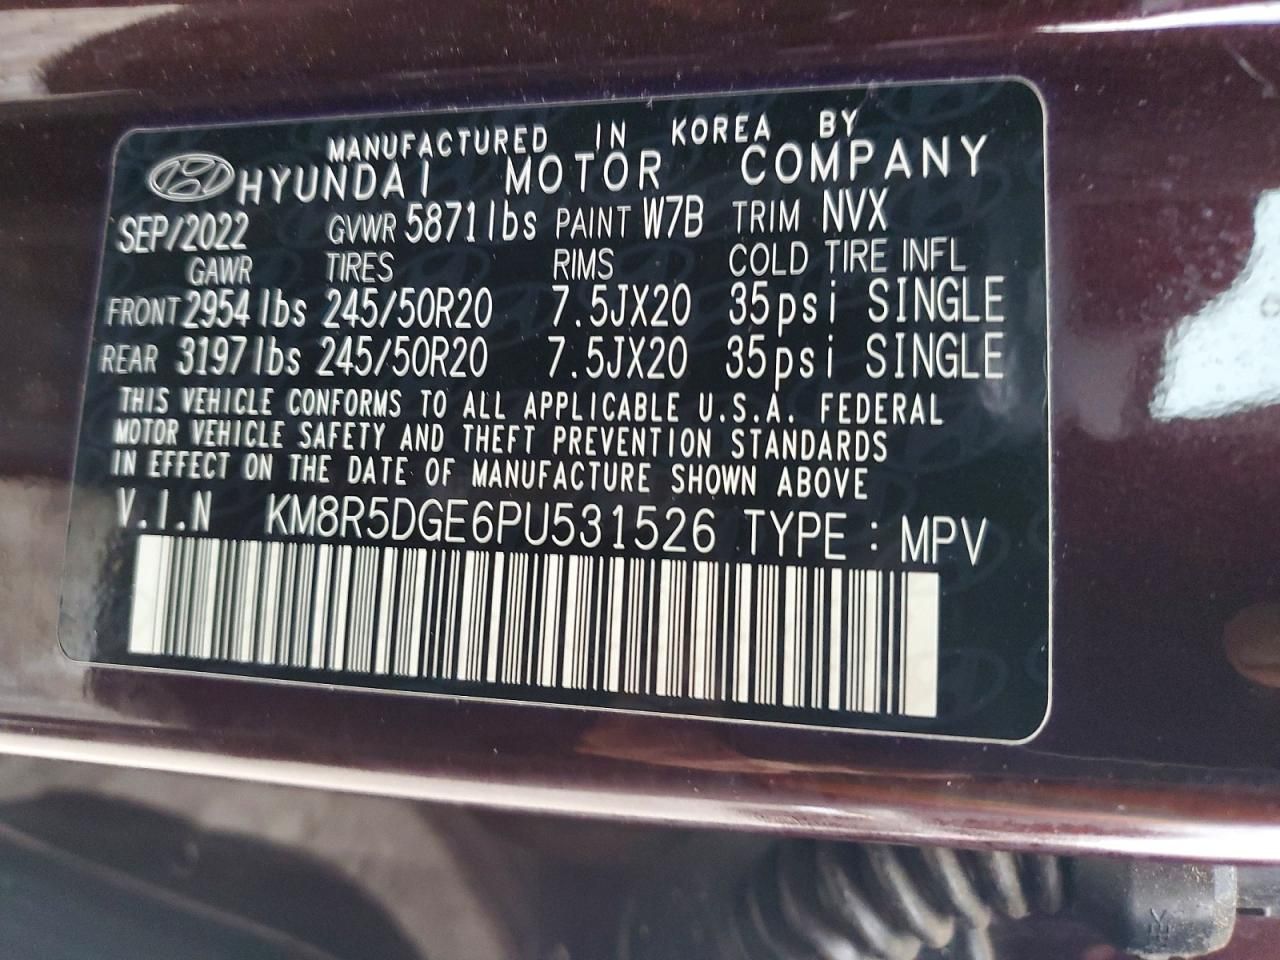 MANUFACTURED IN KOREA BY
HYUNDAI MOTOR COMPANY
SEP/2022 GVWR 5871lbs PAINT W7B TRIM NVX
GAWR TIRES RIMS COLD TIRE INFL
FRONT 2954lbs 245/50R20 7.5JX20 35psi SINGLE
REAR 3197lbs 245/50R20 7.5JX20 35psi SINGLE
THIS VEHICLE CONFORMS TO ALL APPLICABLE U.S.A. FEDERAL
MOTOR VEHICLE SAFETY AND THEFT PREVENTION STANDARDS
IN EFFECT ON THE DATE OF MANUFACTURE SHOWN ABOVE
V.I.N KM8R5DGE6PU531526 TYPE : MPV